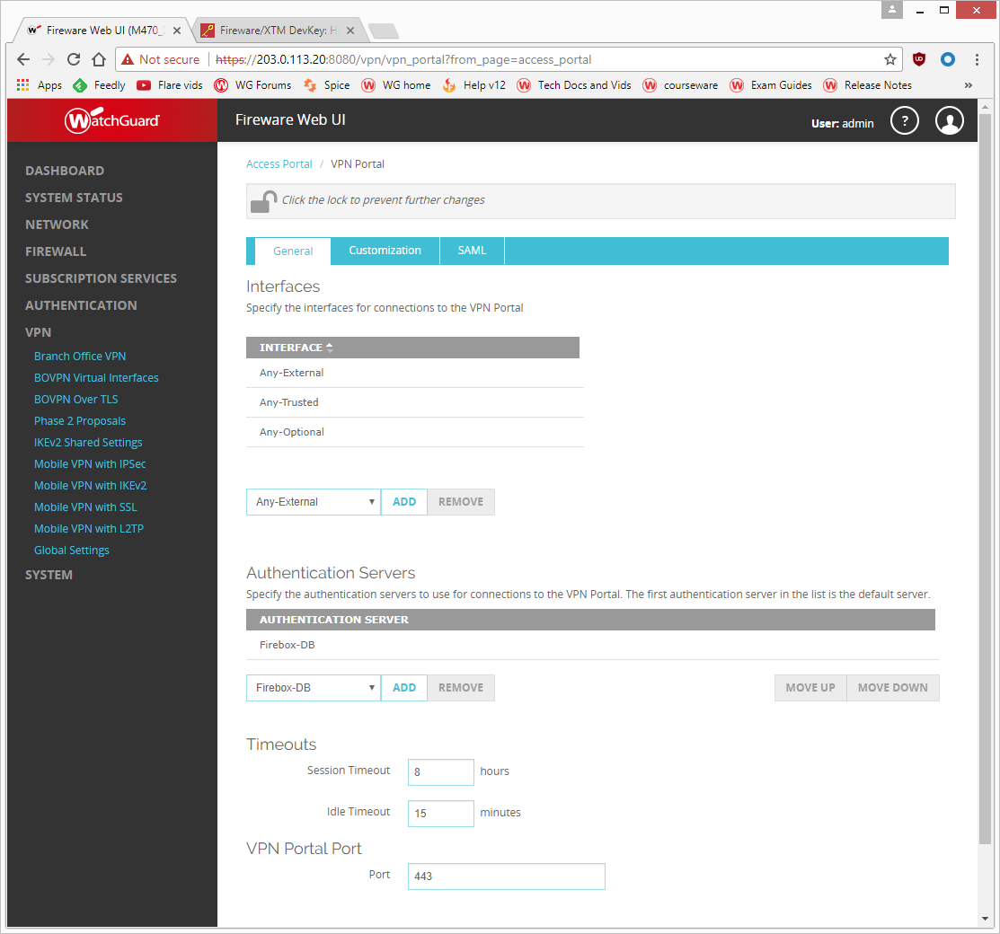 Fireware Web UI (M470_
Fireware/XTM DevKey: H
Not secure https://203.0.113.20:8080/vpn/vpn_portal?from_page=access_portal
Apps Feedly Flare vids WG Forums Spice WG home Help v12 Tech Docs and Vids courseware Exam Guides Release Notes »
WatchGuard
Fireware Web UI
User: admin
?
DASHBOARD
SYSTEM STATUS
NETWORK
FIREWALL
SUBSCRIPTION SERVICES
AUTHENTICATION
VPN
Branch Office VPN
BOVPN Virtual Interfaces
BOVPN Over TLS
Phase 2 Proposals
IKEv2 Shared Settings
Mobile VPN with IPSec
Mobile VPN with IKEv2
Mobile VPN with SSL
Mobile VPN with L2TP
Global Settings
SYSTEM
Access Portal / VPN Portal
Click the lock to prevent further changes
General Customization SAML
Interfaces
Specify the interfaces for connections to the VPN Portal
INTERFACE
Any-External
Any-Trusted
Any-Optional
Any-External ADD REMOVE
Authentication Servers
Specify the authentication servers to use for connections to the VPN Portal. The first authentication server in the list is the default server.
AUTHENTICATION SERVER
Firebox-DB
Firebox-DB ADD REMOVE MOVE UP MOVE DOWN
Timeouts
Session Timeout 8 hours
Idle Timeout 15 minutes
VPN Portal Port
Port 443